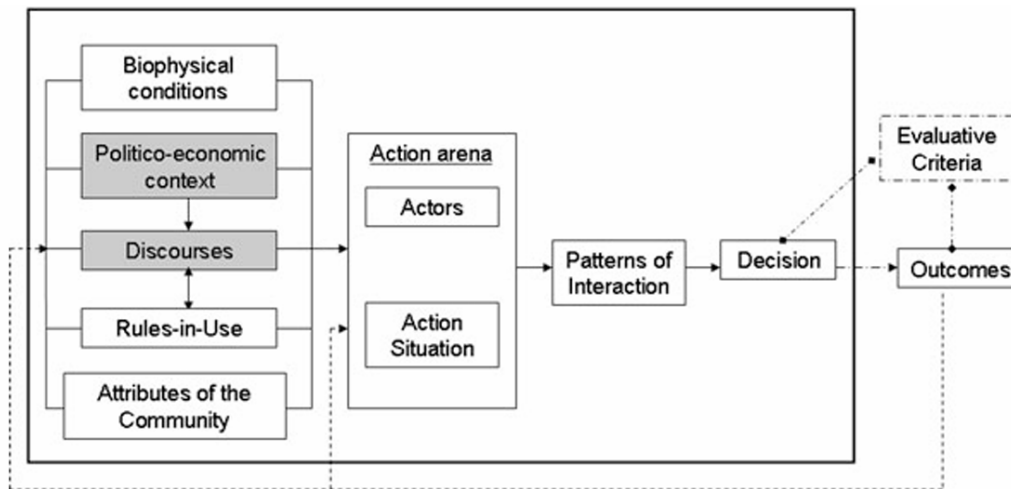 Biophysical
conditions
Politico-economic
context
Discourses
Rules-in-Use
Attributes of the
Community
Action arena
Actors
Action
Situation
Patterns of
Interaction
Decision
Evaluative
Criteria
Outcomes